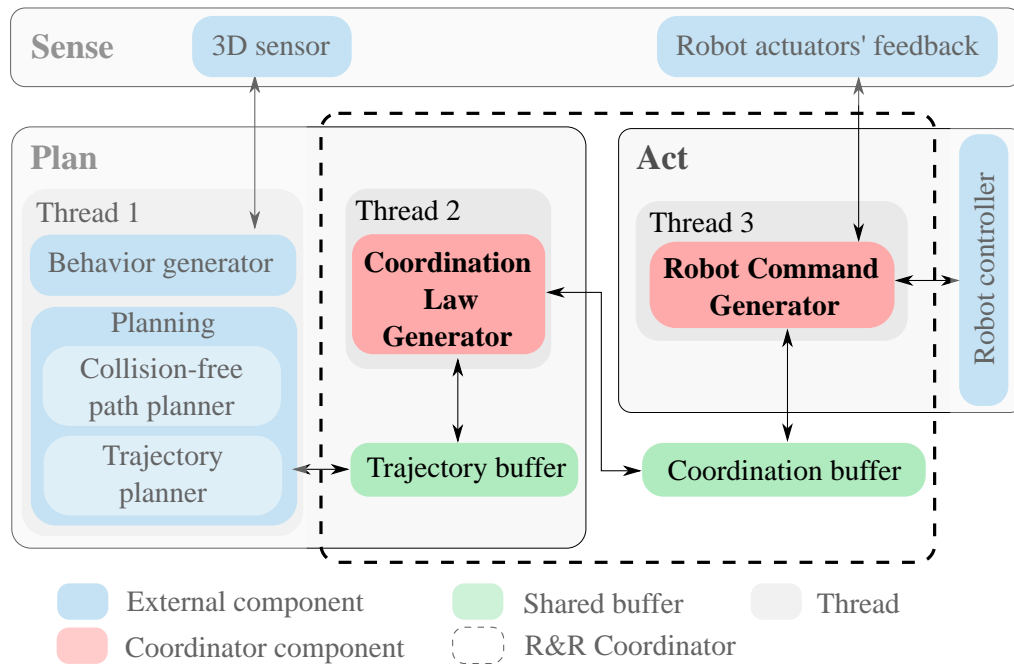 Sense
3D sensor
Robot actuators' feedback
Plan
Thread 1
Behavior generator
Planning
Collision-free
path planner
Trajectory
planner
Thread 2
Coordination
Law
Generator
Trajectory buffer
Act
Thread 3
Robot Command
Generator
Coordination buffer
Robot controller
External component
Shared buffer
Thread
Coordinator component
R&R Coordinator